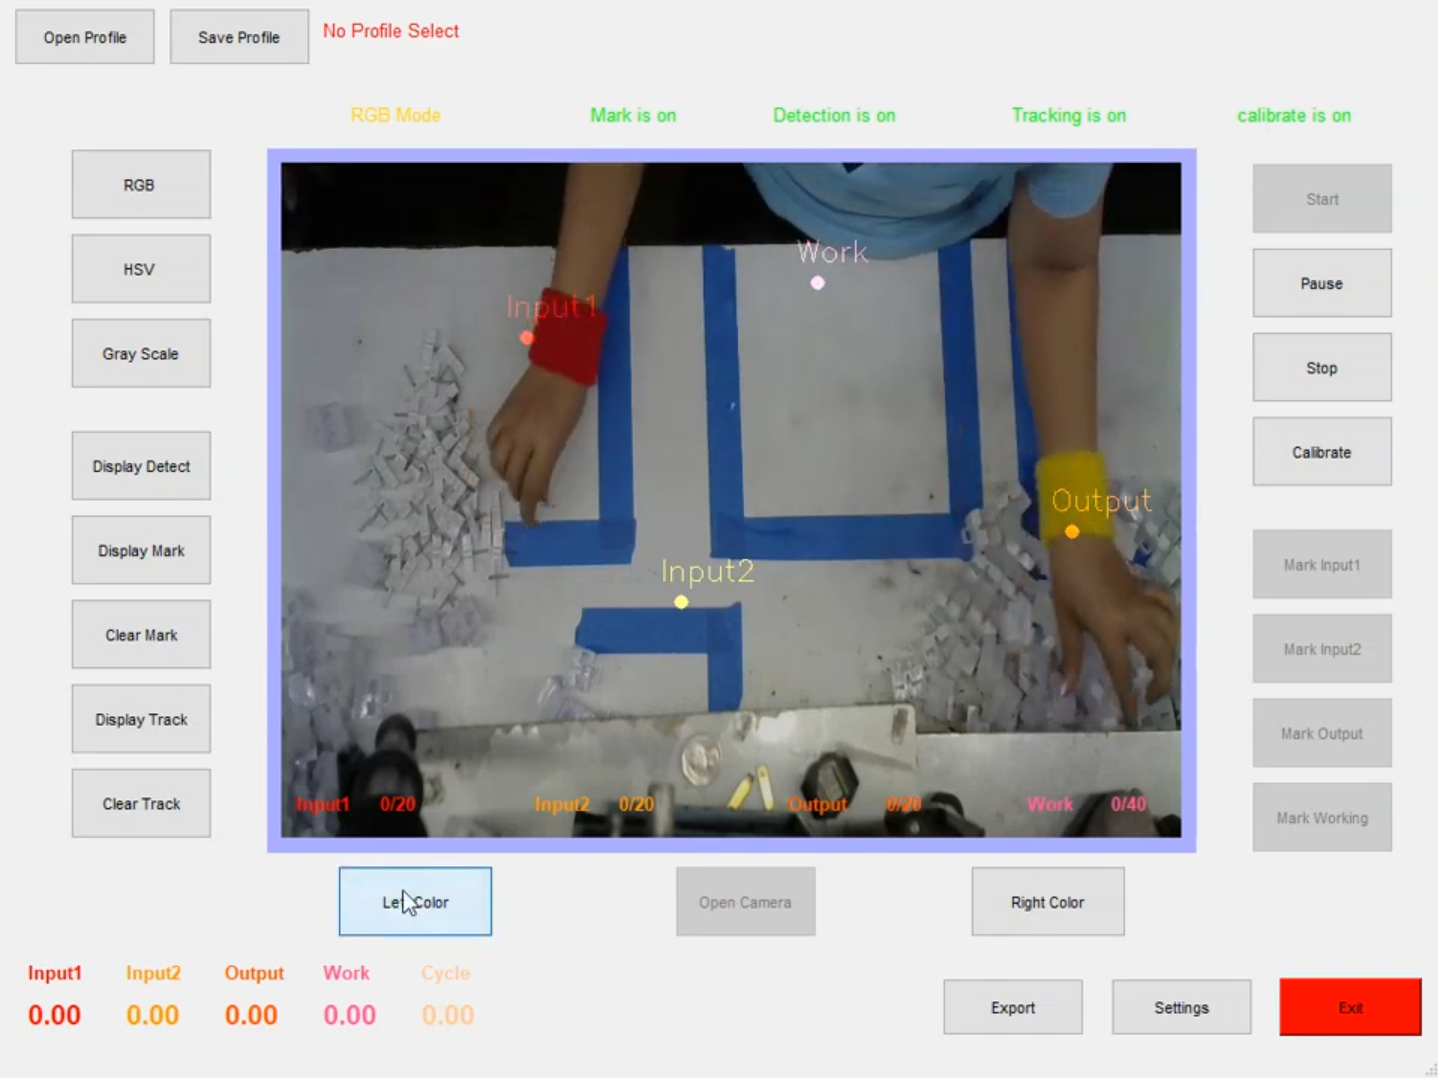 Open Profile
Save Profile
No Profile Select
RGB Mode
Mark is on
Detection is on
Tracking is on
calibrate is on
RGB
HSV
Gray Scale
Display Detect
Display Mark
Clear Mark
Display Track
Clear Track
Work
Input1
Output
Input2
Input1 0/20
Input2 0/20
Output 0/20
Work 0/40
Start
Pause
Stop
Calibrate
Mark Input1
Mark Input2
Mark Output
Mark Working
Left Color
Open Camera
Right Color
Input1 Input2 Output Work Cycle
0.00 0.00 0.00 0.00 0.00
Export
Settings
Exit